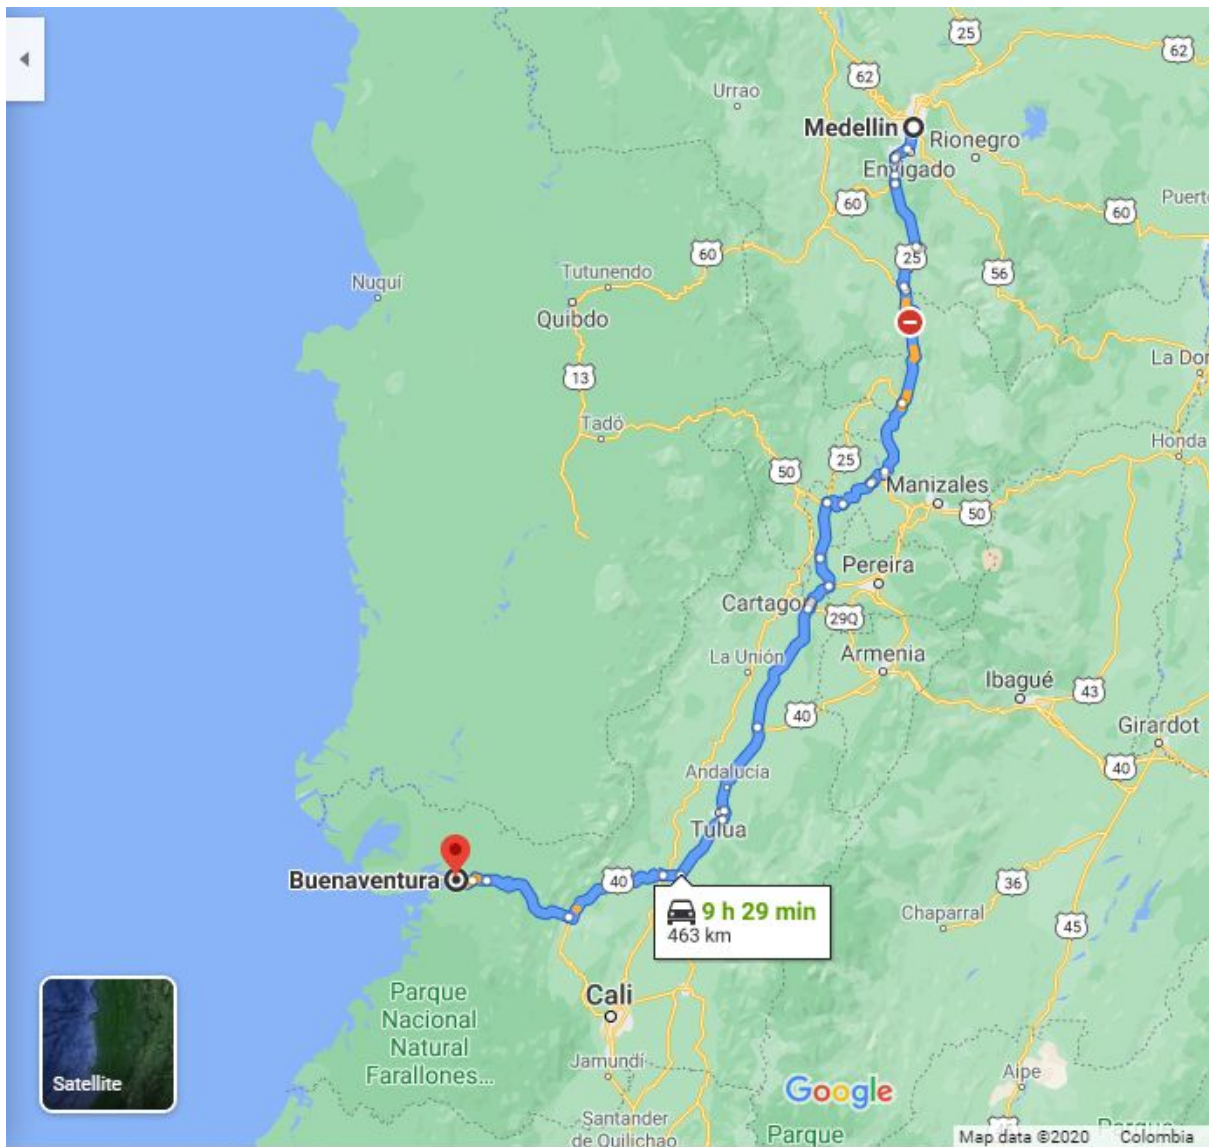 25
62
62
Urrao
Medellin
Rionegro
Envigado
60
Puerto
60
60
25
56
Tutunendo
Nuquí
Quibdo
La Dor
13
Tadó
Honda
50
25
Manizales
50
Pereira
Cartago
29Q
La Unión
Armenia
Ibagué
43
40
Girardot
Andalucía
40
Tulua
Buenaventura
40
9 h 29 min
463 km
36
Chaparral
45
Parque
Nacional
Natural
Farallones...
Cali
Jamundí
Aipe
Satellite
Google
Santander
de Quilichao
Parque
Parque
Map data ©2020 Colombia